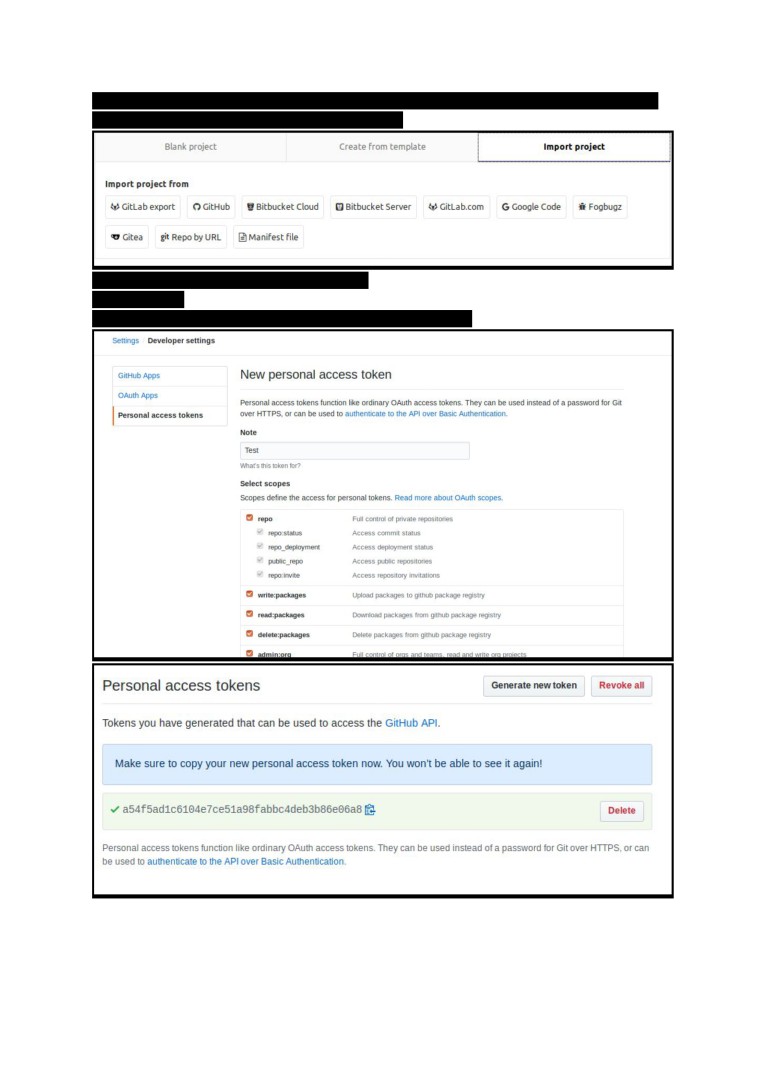 Blank project Create from template Import project
Import project from
GitLab export GitHub Bitbucket Cloud Bitbucket Server GitLab.com Google Code Fogbugz
Gitea git Repo by URL Manifest file
Settings Developer settings
GitHub Apps
OAuth Apps
Personal access tokens
New personal access token
Personal access tokens function like ordinary OAuth access tokens. They can be used instead of a password for Git
over HTTPS, or can be used to authenticate to the API over Basic Authentication.
Note
Test
What's this token for?
Select scopes
Scopes define the access for personal tokens. Read more about OAuth scopes.
repo Full control of private repositories
repo:status Access commit status
repo_deployment Access deployment status
public_repo Access public repositories
repo:invite Access repository invitations
write:packages Upload packages to github package registry
read:packages Download packages from github package registry
delete:packages Delete packages from github package registry
admin:org Full control of orgs and teams, read and write org projects
Personal access tokens Generate new token Revoke all
Tokens you have generated that can be used to access the GitHub API.
Make sure to copy your new personal access token now. You won't be able to see it again!
a54f5ad1c6104e7ce51a98fabbc4deb3b86e06a8 Delete
Personal access tokens function like ordinary OAuth access tokens. They can be used instead of a password for Git over HTTPS, or can
be used to authenticate to the API over Basic Authentication.